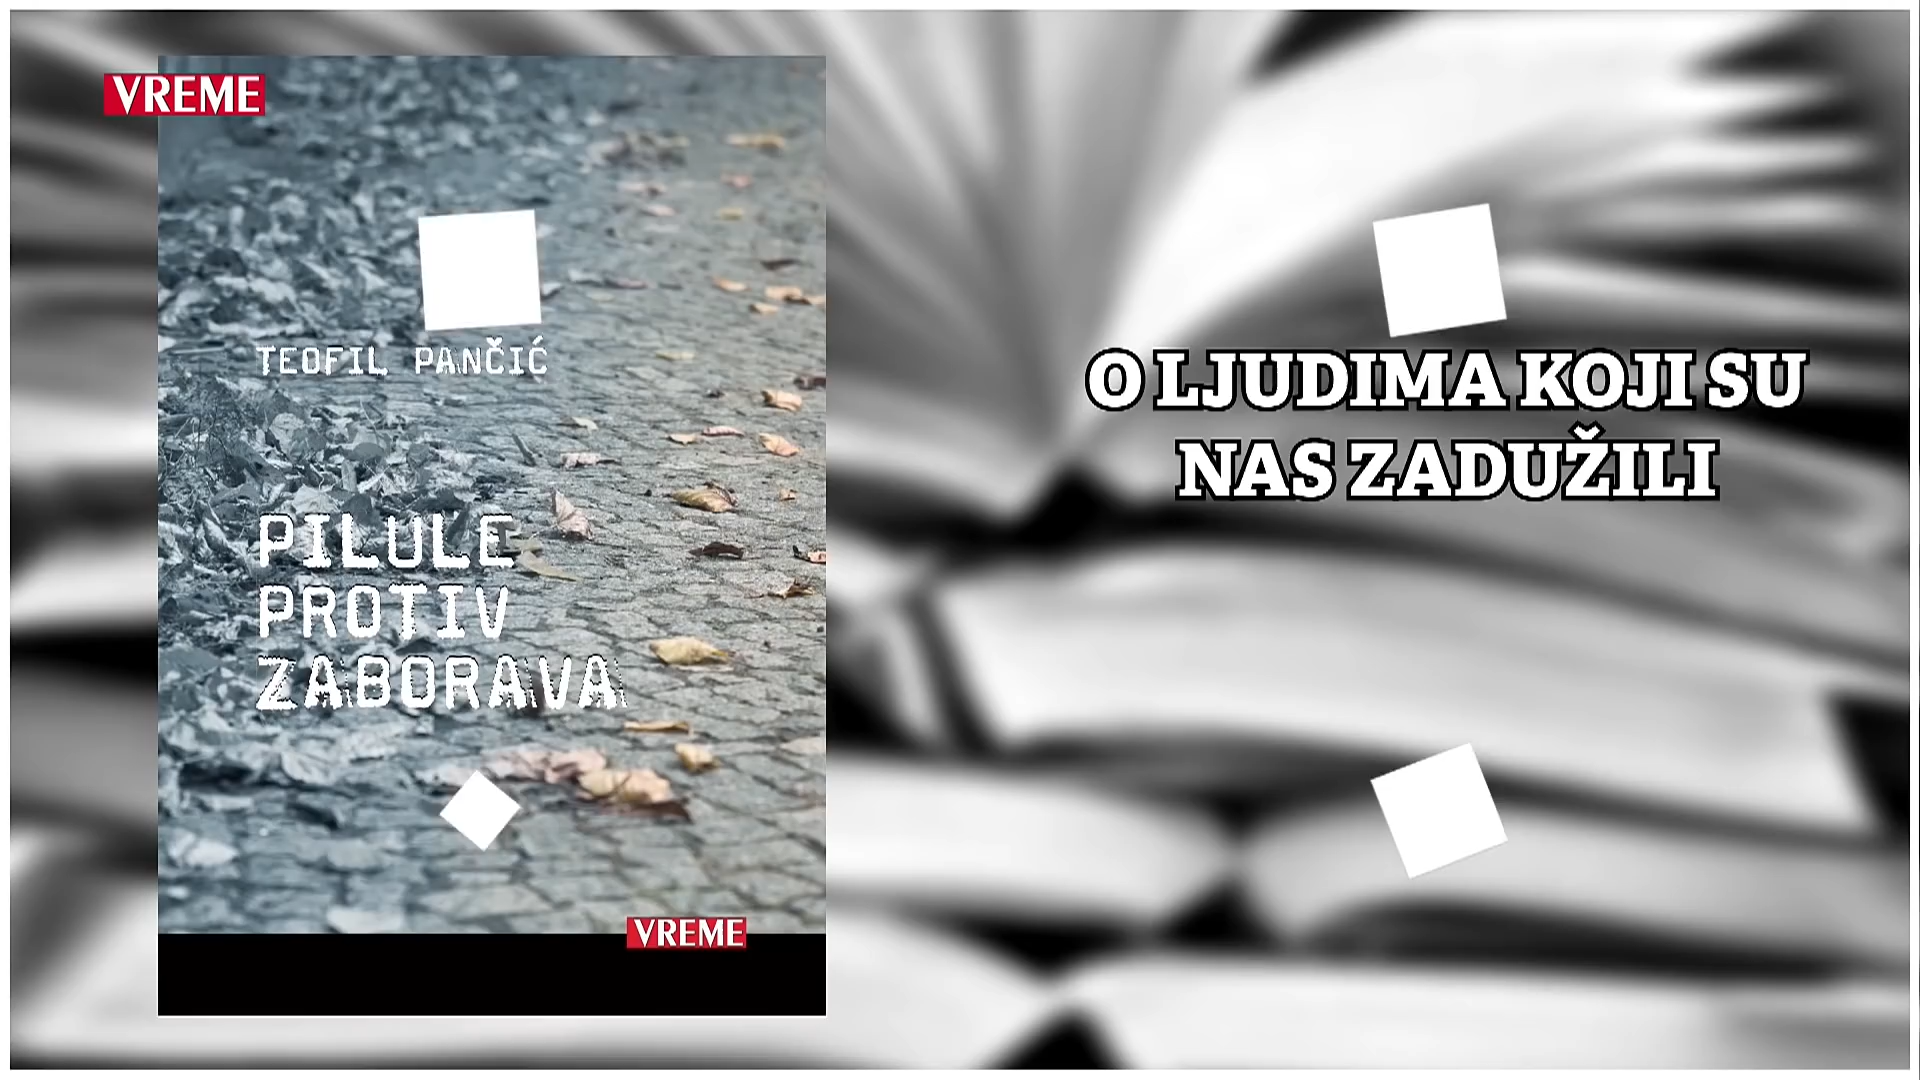 VREME
TEOFIL PANČIĆ
PILULE
PROTIV
ZABORAVA
VREME
O LJUDIMA KOJI SU
NAS ZADUŽILI